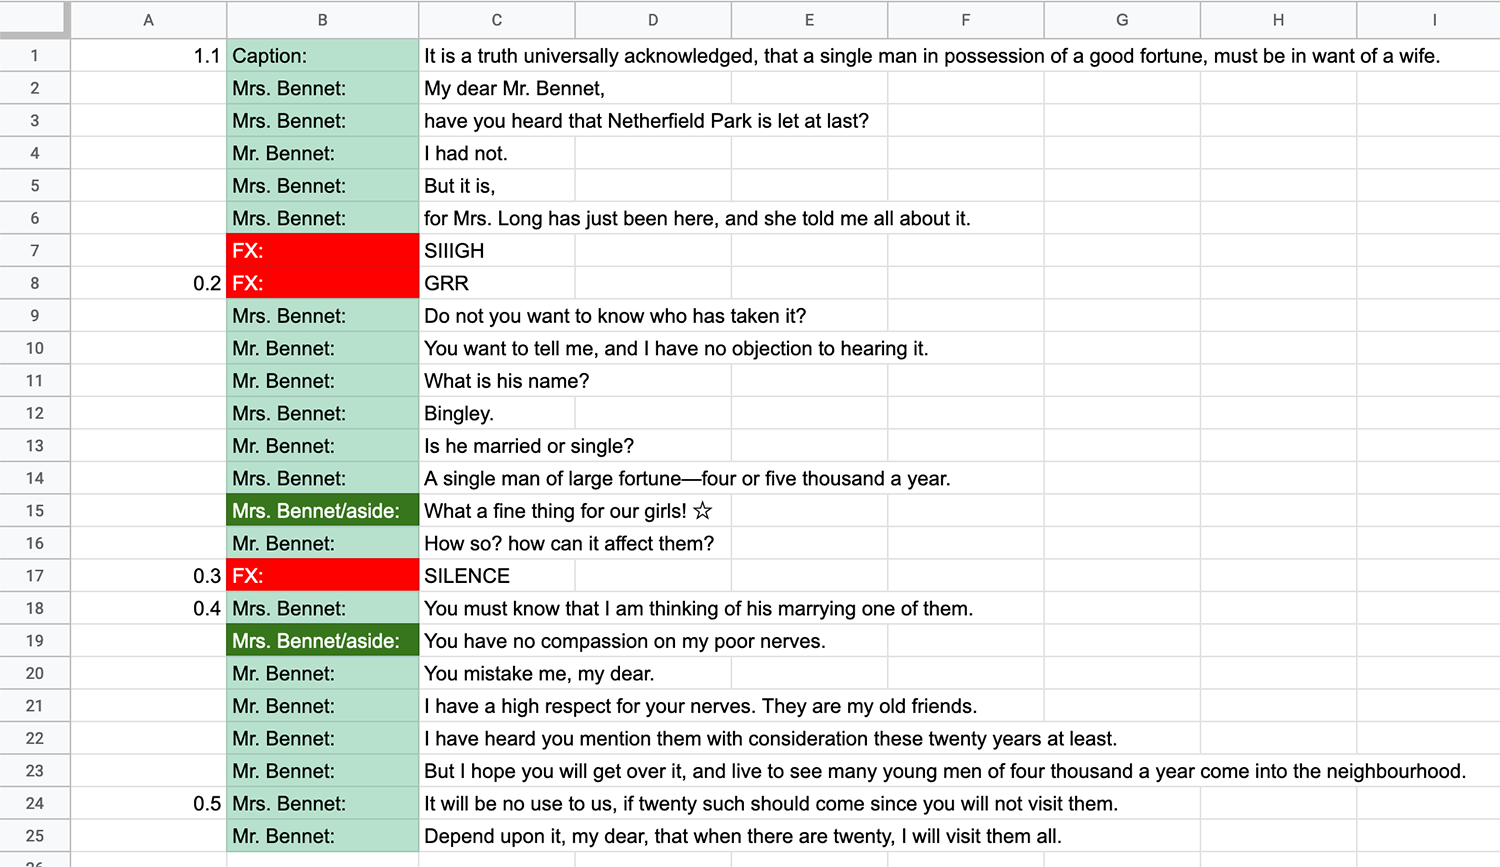 A B C D E F G H I
1 1.1 Caption: It is a truth universally acknowledged, that a single man in possession of a good fortune, must be in want of a wife.
2 Mrs. Bennet: My dear Mr. Bennet,
3 Mrs. Bennet: have you heard that Netherfield Park is let at last?
4 Mr. Bennet: I had not.
5 Mrs. Bennet: But it is,
6 Mrs. Bennet: for Mrs. Long has just been here, and she told me all about it.
7 FX: SIIIGH
8 0.2 FX: GRR
9 Mrs. Bennet: Do not you want to know who has taken it?
10 Mr. Bennet: You want to tell me, and I have no objection to hearing it.
11 Mr. Bennet: What is his name?
12 Mrs. Bennet: Bingley.
13 Mr. Bennet: Is he married or single?
14 Mrs. Bennet: A single man of large fortune—four or five thousand a year.
15 Mrs. Bennet/aside: What a fine thing for our girls! ☆
16 Mr. Bennet: How so? how can it affect them?
17 0.3 FX: SILENCE
18 0.4 Mrs. Bennet: You must know that I am thinking of his marrying one of them.
19 Mrs. Bennet/aside: You have no compassion on my poor nerves.
20 Mr. Bennet: You mistake me, my dear.
21 Mr. Bennet: I have a high respect for your nerves. They are my old friends.
22 Mr. Bennet: I have heard you mention them with consideration these twenty years at least.
23 Mr. Bennet: But I hope you will get over it, and live to see many young men of four thousand a year come into the neighbourhood.
24 0.5 Mrs. Bennet: It will be no use to us, if twenty such should come since you will not visit them.
25 Mr. Bennet: Depend upon it, my dear, that when there are twenty, I will visit them all.